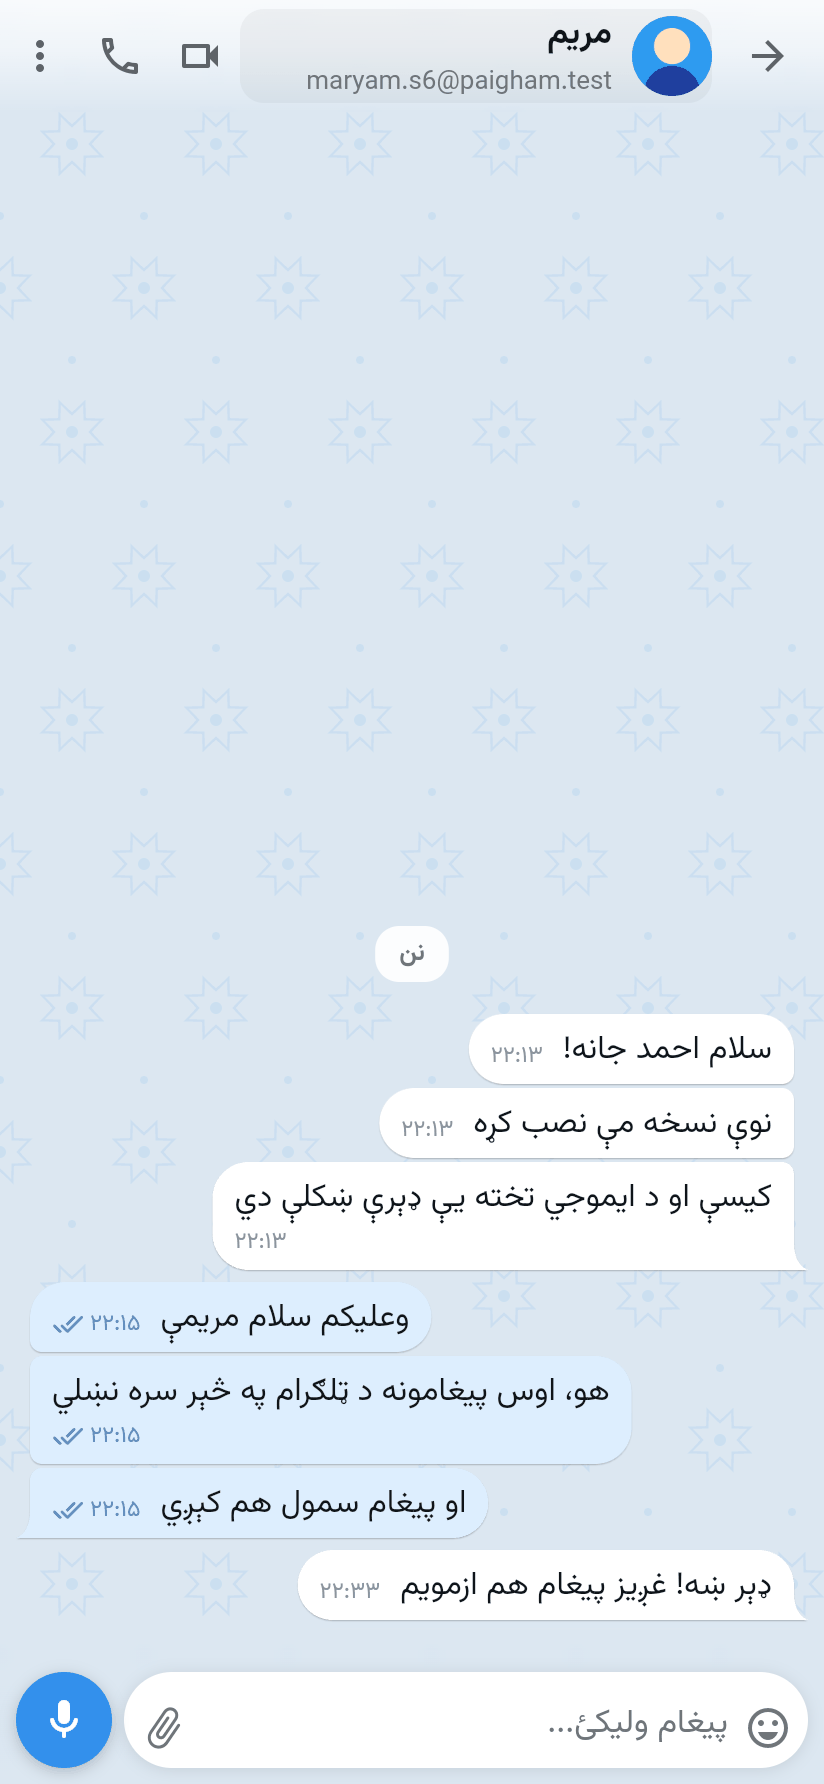 مریم
maryam.s6@paigham.test
نن
سلام احمد جانه!
۲۲:۱۳
نوې نسخه مې نصب کړه
۲۲:۱۳
کیسې او د ایموجي تخته یې ډېرې ښکلې دي
۲۲:۱۳
وعلیکم سلام مریمې
۲۲:۱۵
هو، اوس پیغامونه د ټلګرام په څېر سره نښلي
۲۲:۱۵
او پیغام سمول هم کېږي
۲۲:۱۵
ډېر ښه! غږیز پیغام هم ازمویم
۲۲:۳۳
پیغام ولیکئ...